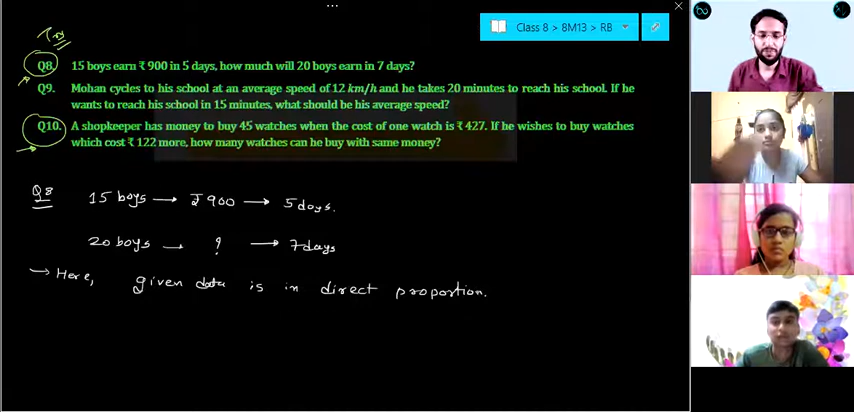 ...
Class 8 > 8M13 > RB
Try
Q8. 15 boys earn ₹ 900 in 5 days, how much will 20 boys earn in 7 days?
Q9. Mohan cycles to his school at an average speed of 12 km/h and he takes 20 minutes to reach his school. If he
wants to reach his school in 15 minutes, what should be his average speed?
Q10. A shopkeeper has money to buy 45 watches when the cost of one watch is ₹ 427. If he wishes to buy watches
which cost ₹ 122 more, how many watches can he buy with same money?
Q8 15 boys → ₹ 900 → 5 days.
20 boys → ? → 7 days
→ Here, given data is in direct proportion.